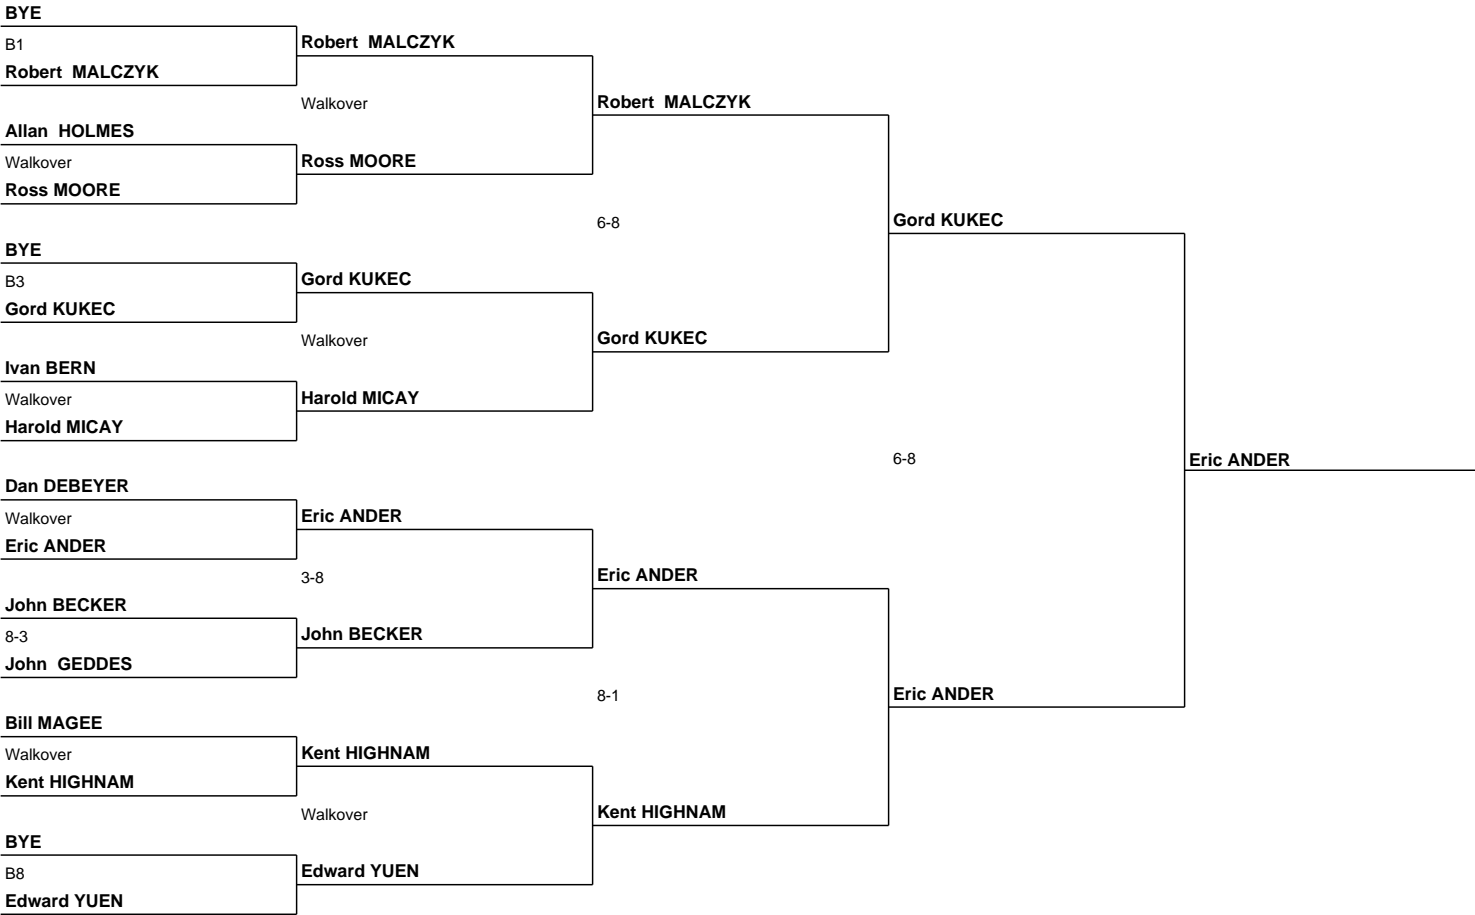 BYE
B1
Robert  MALCZYK
Robert  MALCZYK
Walkover
Robert  MALCZYK
Allan  HOLMES
Walkover
Ross MOORE
Ross MOORE
6-8
Gord KUKEC
BYE
B3
Gord KUKEC
Gord KUKEC
Walkover
Gord KUKEC
Ivan BERN
Walkover
Harold MICAY
Harold MICAY
6-8
Eric ANDER
Dan DEBEYER
Walkover
Eric ANDER
Eric ANDER
3-8
Eric ANDER
John BECKER
8-3
John BECKER
John  GEDDES
8-1
Eric ANDER
Bill MAGEE
Walkover
Kent HIGHNAM
Kent HIGHNAM
Walkover
Kent HIGHNAM
BYE
B8
Edward YUEN
Edward YUEN